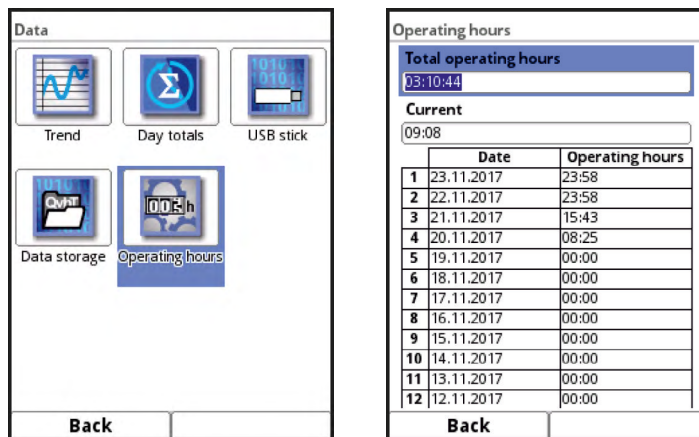 Data
Trend
Day totals
USB stick
Data storage
Operating hours
Back
Operating hours
Total operating hours
03:10:44
Current
09:08
Date Operating hours
1 23.11.2017 23:58
2 22.11.2017 23:58
3 21.11.2017 15:43
4 20.11.2017 08:25
5 19.11.2017 00:00
6 18.11.2017 00:00
7 17.11.2017 00:00
8 16.11.2017 00:00
9 15.11.2017 00:00
10 14.11.2017 00:00
11 13.11.2017 00:00
12 12.11.2017 00:00
Back